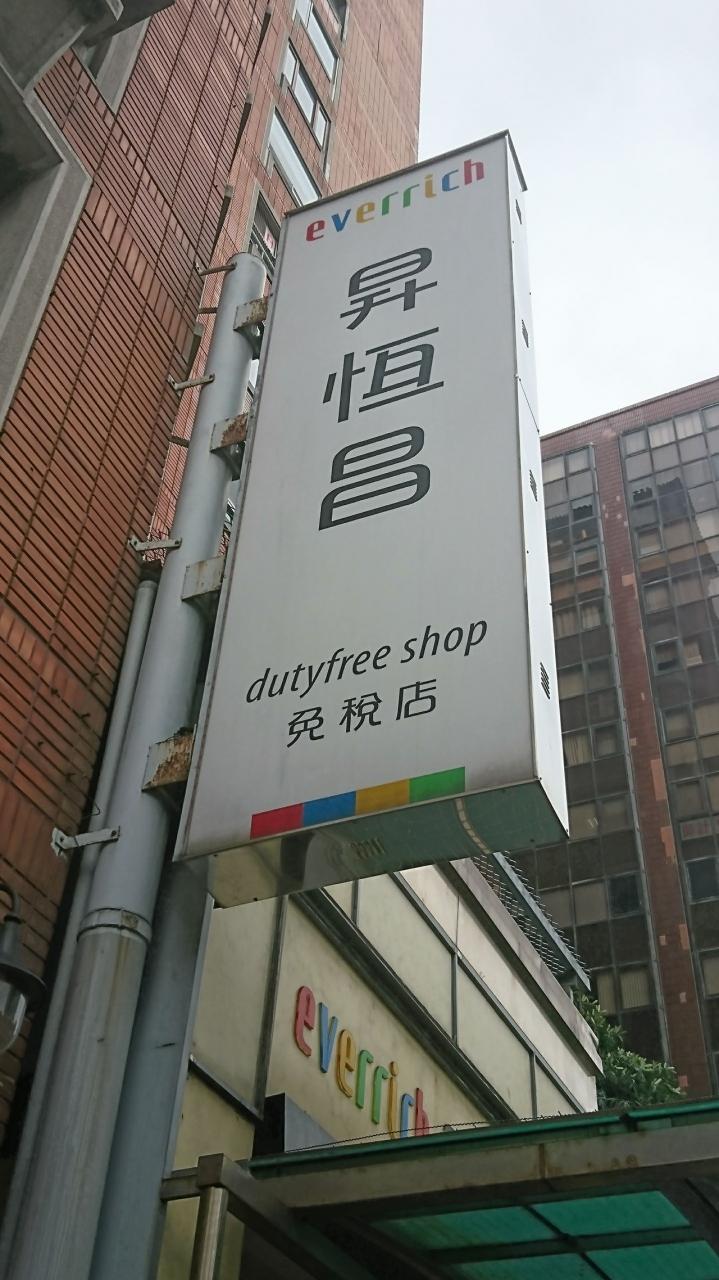 everrich
昇
恒
昌
dutyfree shop
免稅店
everrich